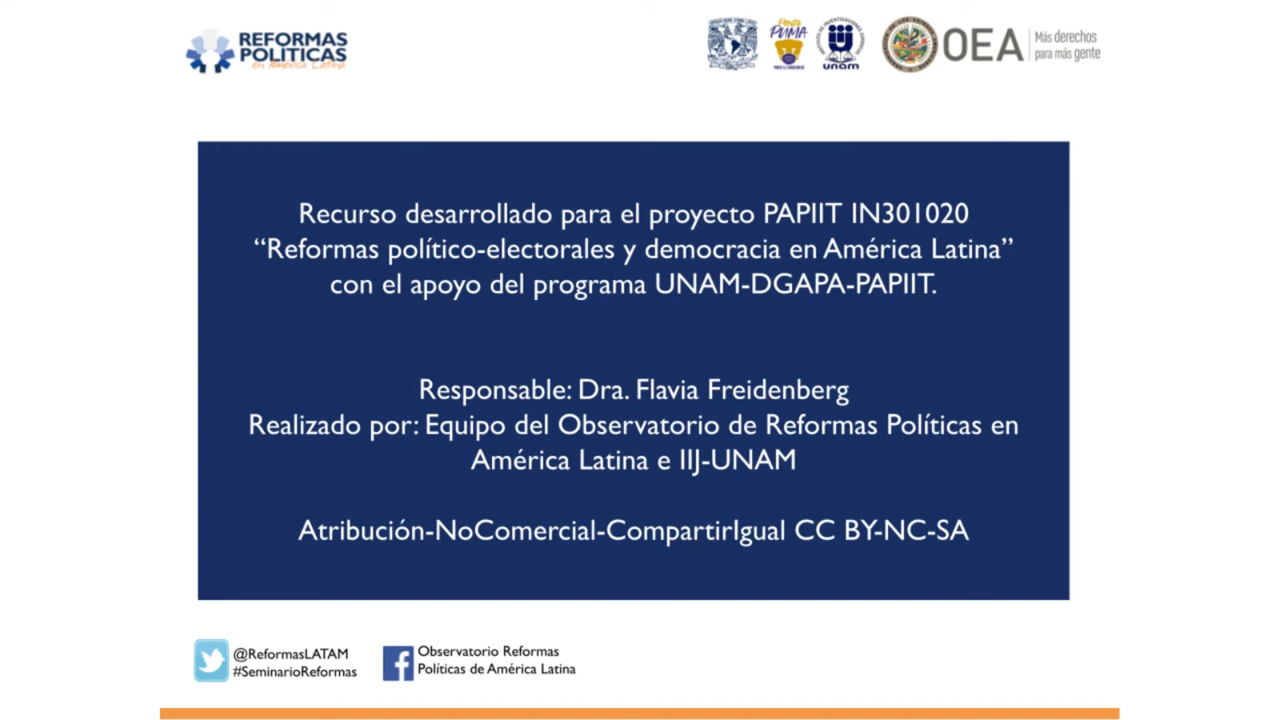 REFORMAS
POLÍTICAS
en América Latina
PONTE
PUMA
unam
OEA
Más derechos
para más gente
Recurso desarrollado para el proyecto PAPIIT IN301020
“Reformas político-electorales y democracia en América Latina”
con el apoyo del programa UNAM-DGAPA-PAPIIT.
Responsable: Dra. Flavia Freidenberg
Realizado por: Equipo del Observatorio de Reformas Políticas en
América Latina e IIJ-UNAM
Atribución-NoComercial-CompartirIgual CC BY-NC-SA
@ReformasLATAM
#SeminarioReformas
Observatorio Reformas
Políticas de América Latina